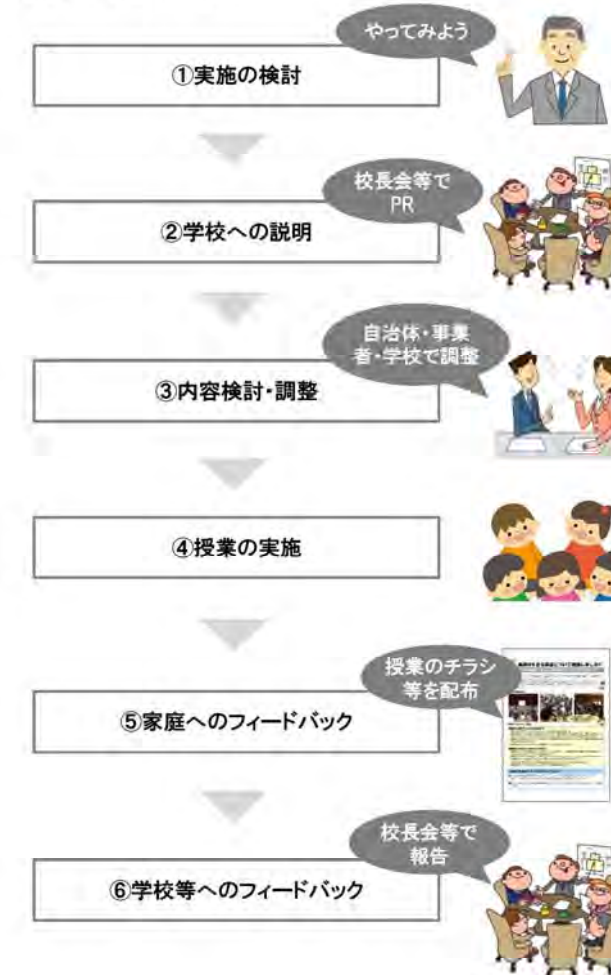 やってみよう
①実施の検討
校長会等で
PR
②学校への説明
自治体・事業
者・学校で調整
③内容検討・調整
④授業の実施
授業のチラシ
等を配布
⑤家庭へのフィードバック
校長会等で
報告
⑥学校等へのフィードバック